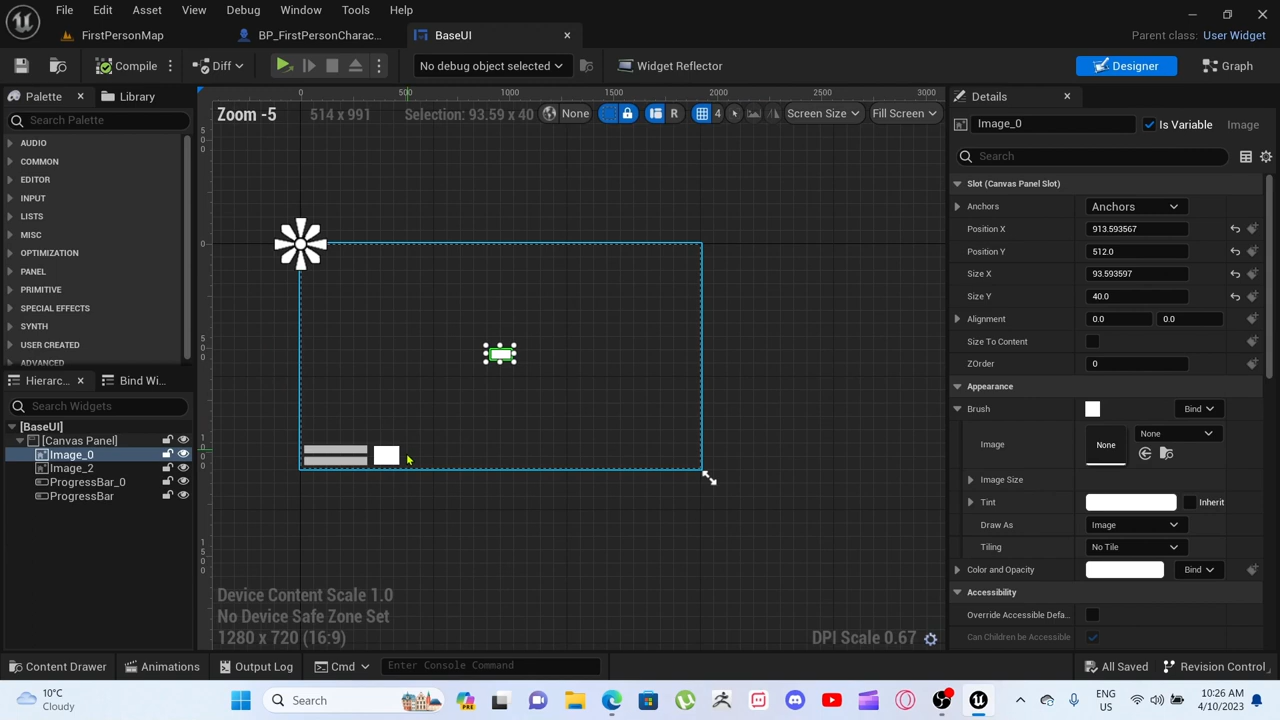 File Edit Asset View Debug Window Tools Help
FirstPersonMap
BP_FirstPersonCharac...
BaseUI
Parent class: User Widget
Compile
Diff
No debug object selected
Widget Reflector
Designer
Graph
Palette
Library
Search Palette
AUDIO
COMMON
EDITOR
INPUT
LISTS
MISC
OPTIMIZATION
PANEL
PRIMITIVE
SPECIAL EFFECTS
SYNTH
USER CREATED
ADVANCED
Hierarc...
Bind Wi...
Search Widgets
[BaseUI]
[Canvas Panel]
Image_0
Image_2
ProgressBar_0
ProgressBar
0 500 1000 1500 2000 2500 3000
Zoom -5
514 x 991
Selection: 93.59 x 40
None
R
4
Screen Size
Fill Screen
Device Content Scale 1.0
No Device Safe Zone Set
1280 x 720 (16:9)
DPI Scale 0.67
Details
Image_0
Is Variable
Image
Search
Slot (Canvas Panel Slot)
Anchors Anchors
Position X 913.593567
Position Y 512.0
Size X 93.593597
Size Y 40.0
Alignment 0.0 0.0
Size To Content
ZOrder 0
Appearance
Brush Bind
Image None None
Image Size
Tint Inherit
Draw As Image
Tiling No Tile
Color and Opacity Bind
Accessibility
Override Accessible Defa...
Can Children be Accessible
Content Drawer
Animations
Output Log
Cmd
Enter Console Command
All Saved
Revision Control
10°C
Cloudy
Search
ENG
US
10:26 AM
4/10/2023